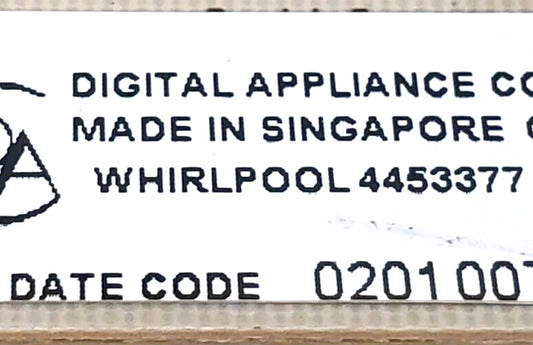 DIGITAL APPLIANCE CO
MADE IN SINGAPORE
WHIRLPOOL 4453377
DATE CODE 0201 007